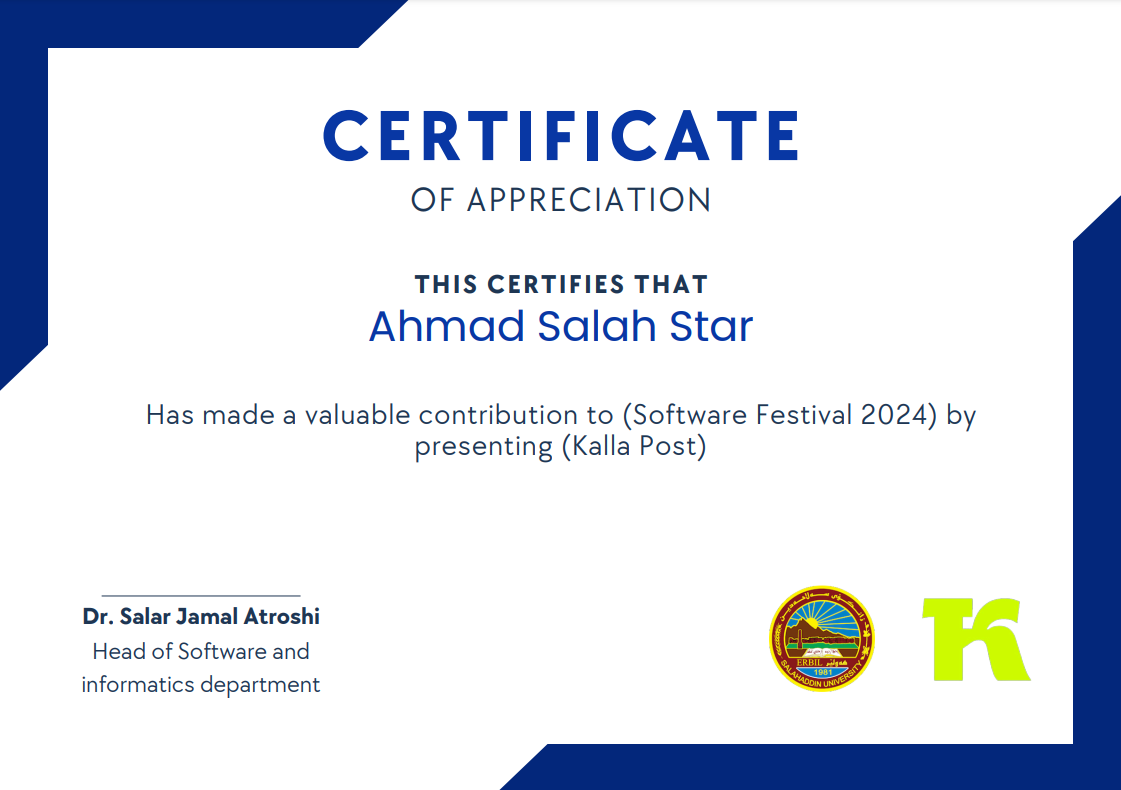 CERTIFICATE
OF APPRECIATION
THIS CERTIFIES THAT
Ahmad Salah Star
Has made a valuable contribution to (Software Festival 2024) by
presenting (Kalla Post)
Dr. Salar Jamal Atroshi
Head of Software and
informatics department
ERBIL هەولێر
1981
SALAHADDIN UNIVERSITY